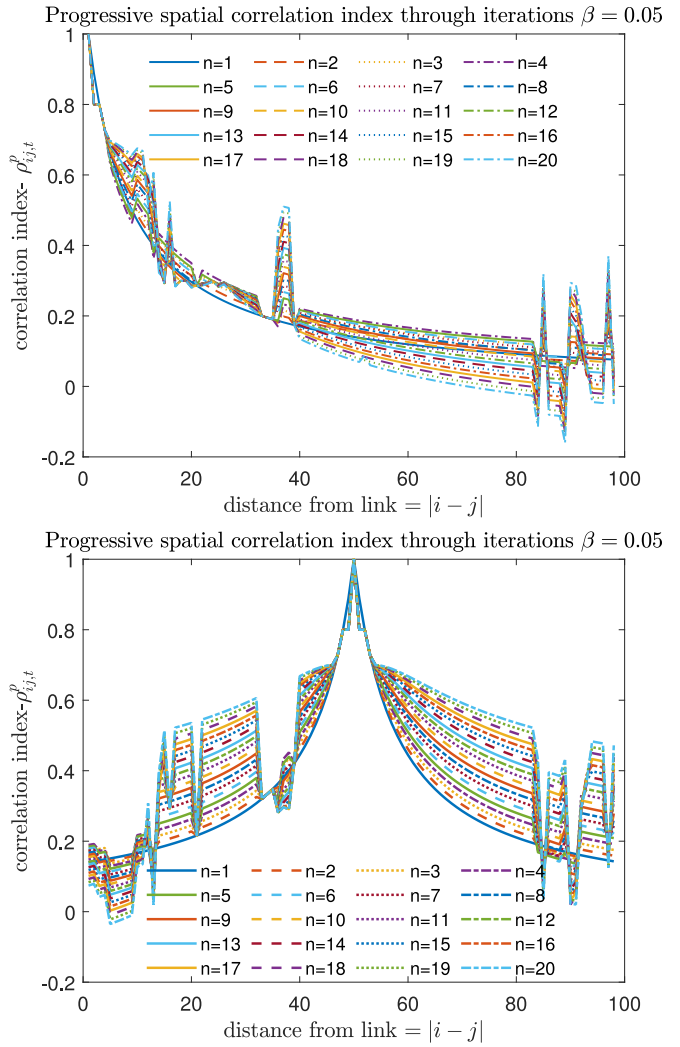 Progressive spatial correlation index through iterations β = 0.05
1
0.8
0.6
0.4
0.2
0
-0.2
correlation index- ρᵖᵢⱼ,ₜ
n=1 n=2 n=3 n=4
n=5 n=6 n=7 n=8
n=9 n=10 n=11 n=12
n=13 n=14 n=15 n=16
n=17 n=18 n=19 n=20
0 20 40 60 80 100
distance from link = |i − j|
Progressive spatial correlation index through iterations β = 0.05
1
0.8
0.6
0.4
0.2
0
-0.2
correlation index-ρᵖᵢⱼ,ₜ
n=1 n=2 n=3 n=4
n=5 n=6 n=7 n=8
n=9 n=10 n=11 n=12
n=13 n=14 n=15 n=16
n=17 n=18 n=19 n=20
0 20 40 60 80 100
distance from link = |i − j|